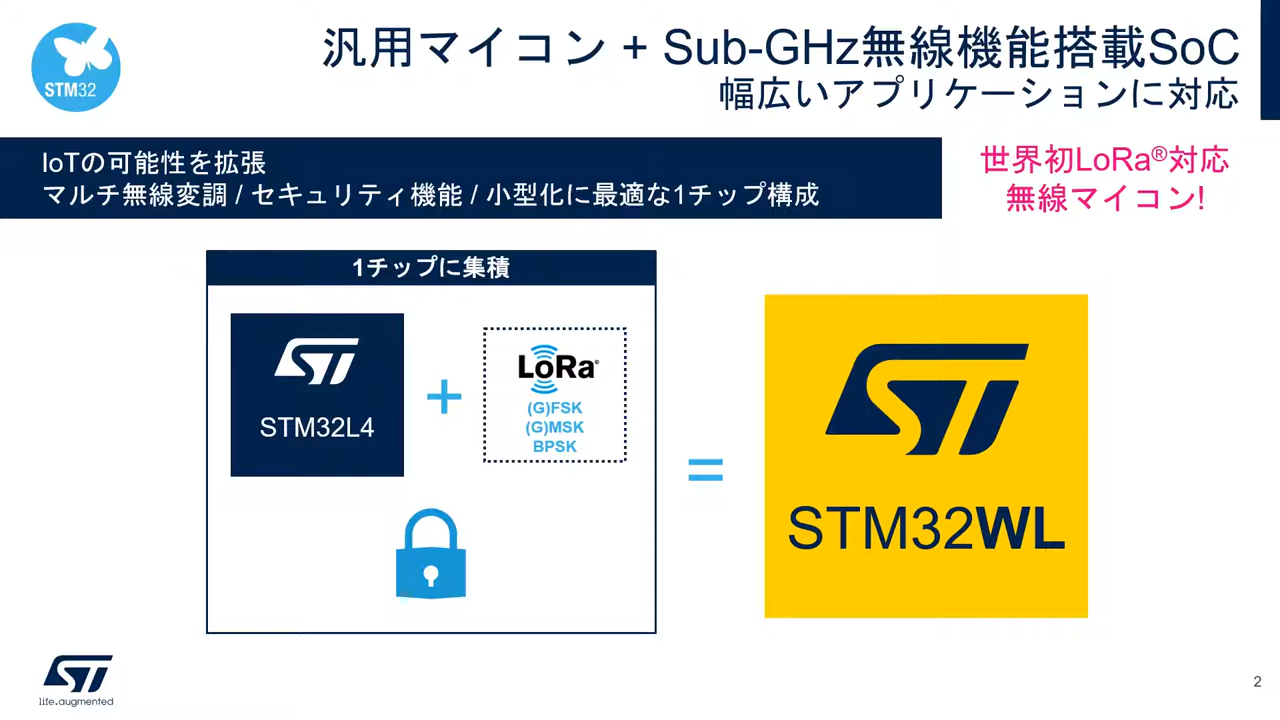 STM32
汎用マイコン + Sub-GHz無線機能搭載SoC
幅広いアプリケーションに対応
IoTの可能性を拡張
マルチ無線変調 / セキュリティ機能 / 小型化に最適な1チップ構成
世界初LoRa®対応
無線マイコン!
1チップに集積
ST
STM32L4
+
LoRa®
(G)FSK
(G)MSK
BPSK
=
ST
STM32WL
ST
life.augmented
2